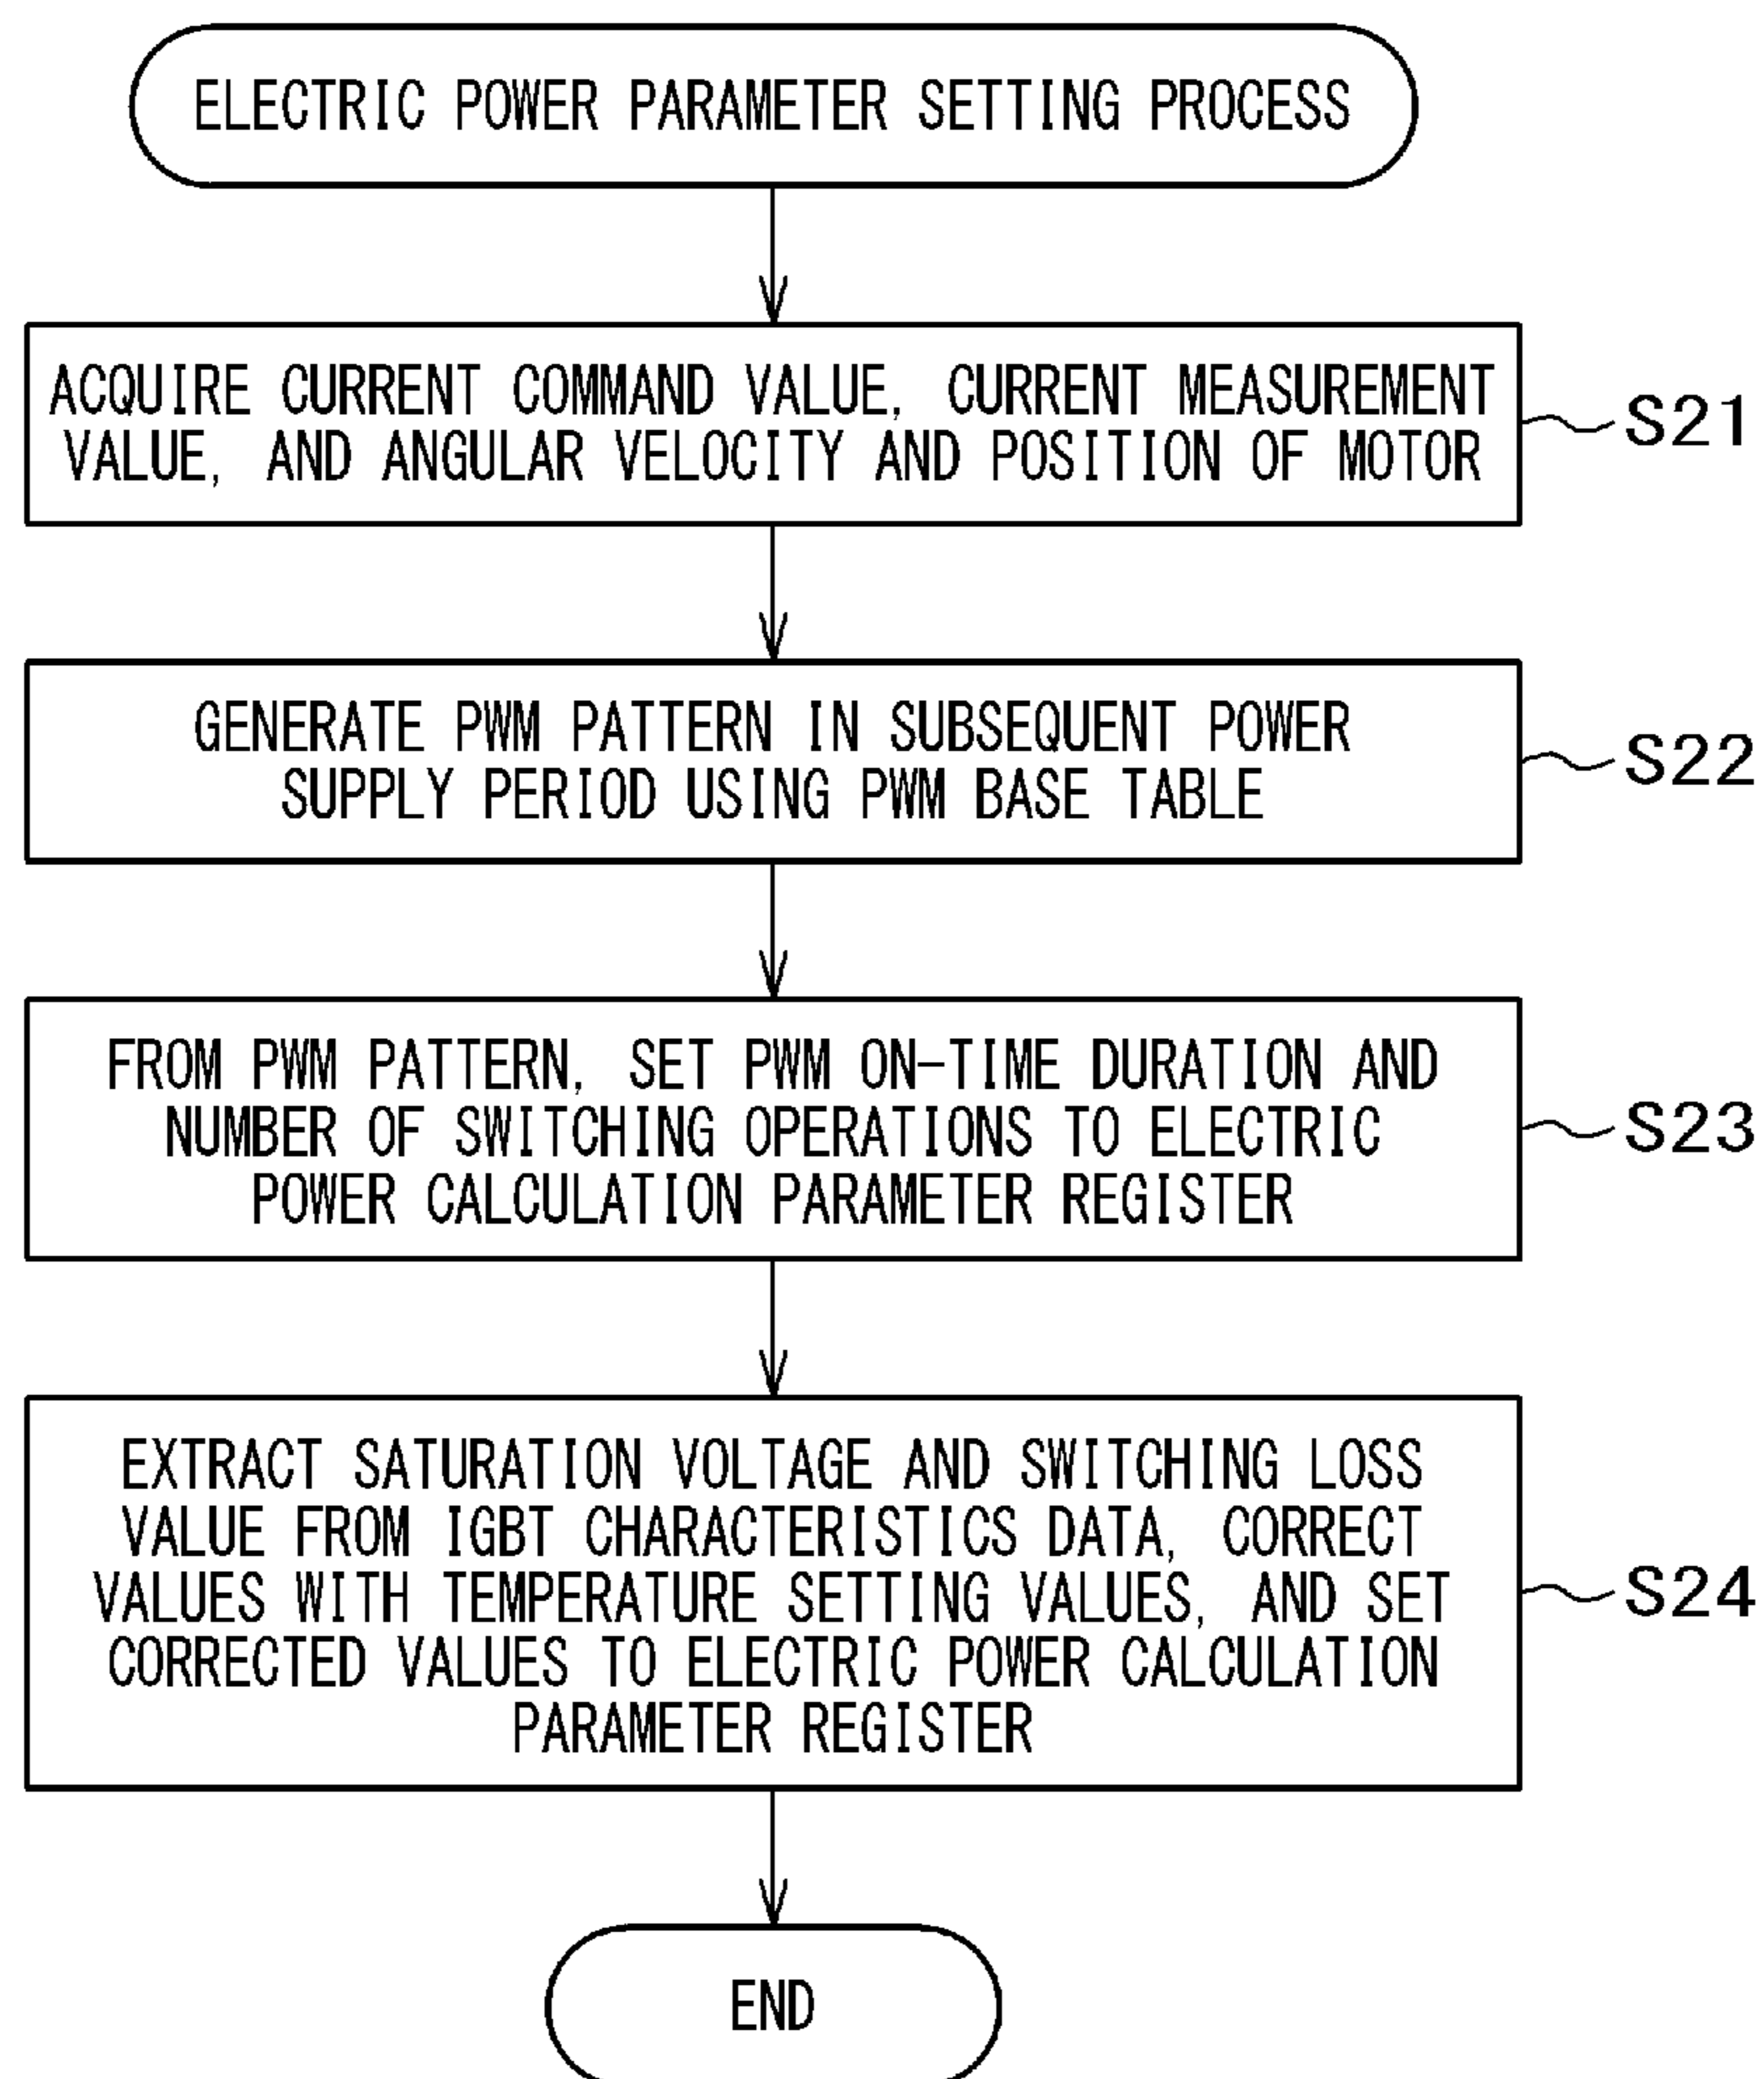 ELECTRIC POWER PARAMETER SETTING PROCESS
ACQUIRE CURRENT COMMAND VALUE, CURRENT MEASUREMENT
VALUE, AND ANGULAR VELOCITY AND POSITION OF MOTOR
S21
GENERATE PWM PATTERN IN SUBSEQUENT POWER
SUPPLY PERIOD USING PWM BASE TABLE
S22
FROM PWM PATTERN, SET PWM ON-TIME DURATION AND
NUMBER OF SWITCHING OPERATIONS TO ELECTRIC
POWER CALCULATION PARAMETER REGISTER
S23
EXTRACT SATURATION VOLTAGE AND SWITCHING LOSS
VALUE FROM IGBT CHARACTERISTICS DATA, CORRECT
VALUES WITH TEMPERATURE SETTING VALUES, AND SET
CORRECTED VALUES TO ELECTRIC POWER CALCULATION
PARAMETER REGISTER
S24
END